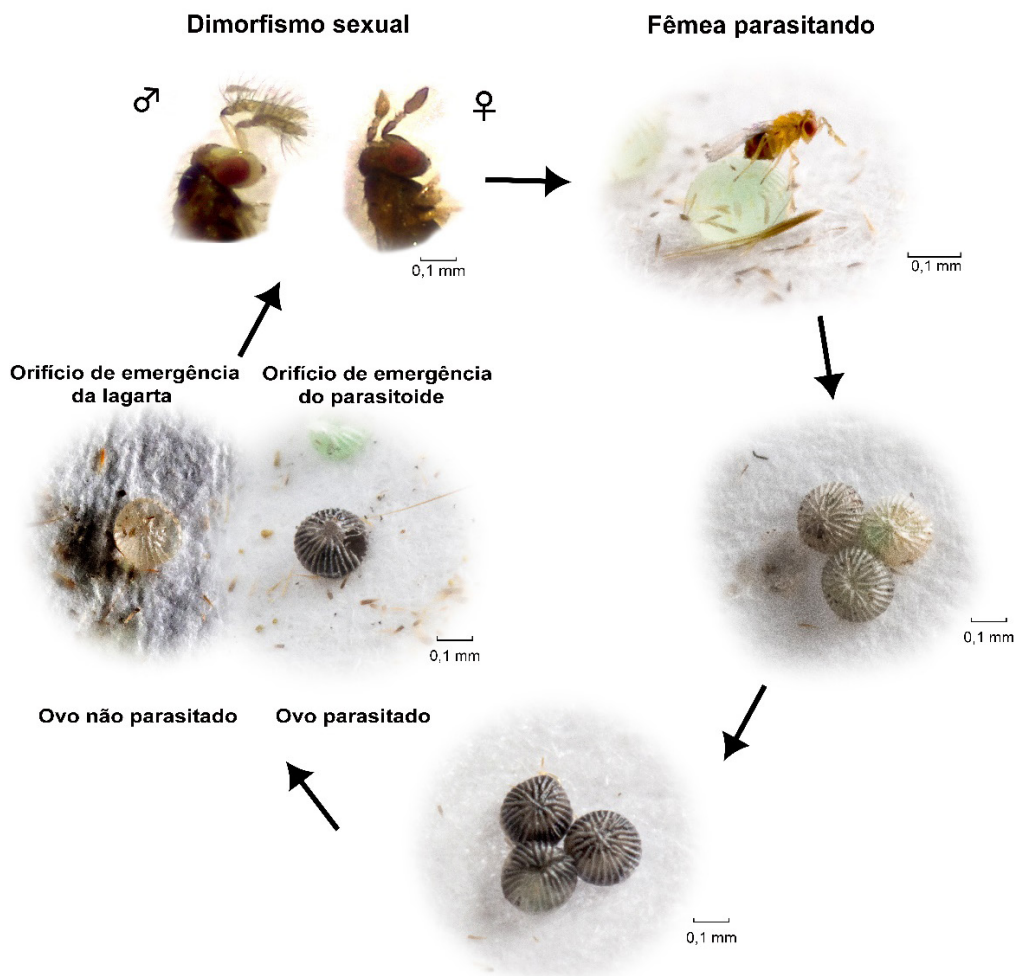 Dimorfismo sexual
Fêmea parasitando
♂
♀
0,1 mm
0,1 mm
Orifício de emergência
da lagarta
Orifício de emergência
do parasitoide
0,1 mm
0,1 mm
Ovo não parasitado
Ovo parasitado
0,1 mm